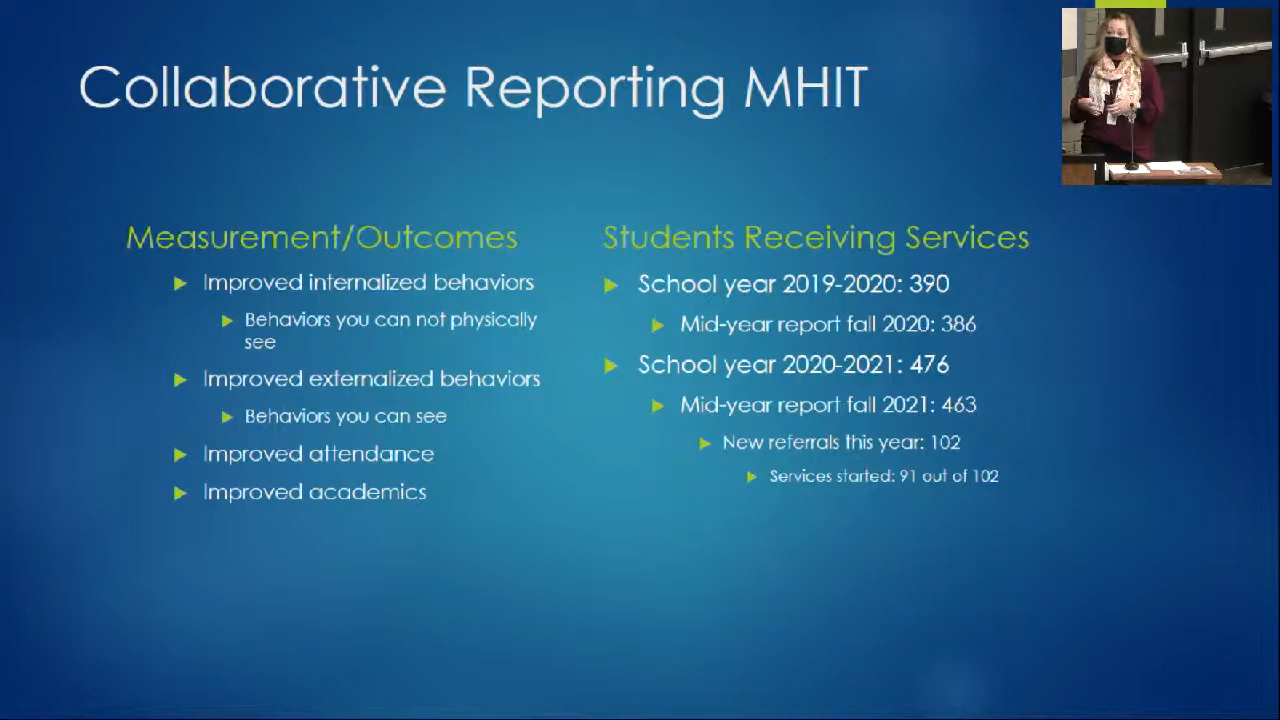 Collaborative Reporting MHIT
Measurement/Outcomes
Improved internalized behaviors
Behaviors you can not physically
see
Improved externalized behaviors
Behaviors you can see
Improved attendance
Improved academics
Students Receiving Services
School year 2019-2020: 390
Mid-year report fall 2020: 386
School year 2020-2021: 476
Mid-year report fall 2021: 463
New referrals this year: 102
Services started: 91 out of 102